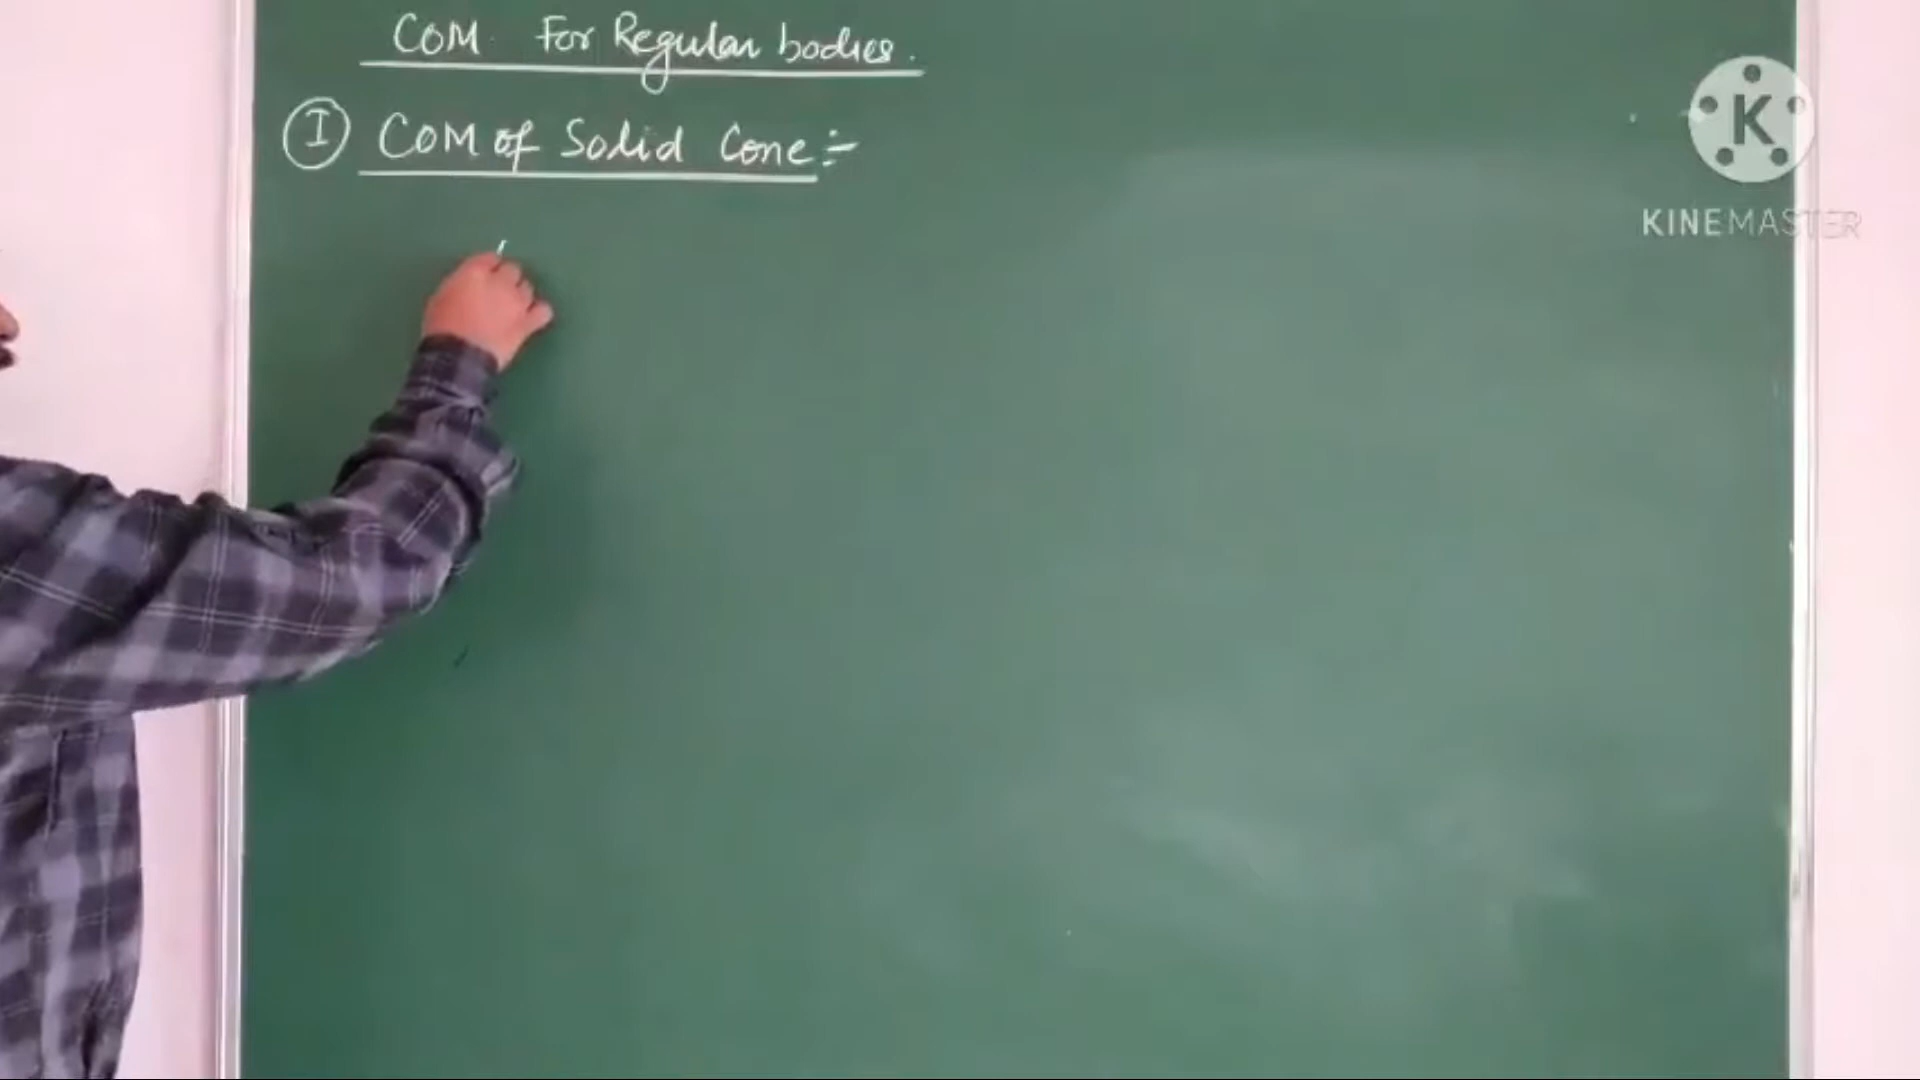 COM For Regular bodies.
I COM of Solid Cone :-
K
KINEMASTER